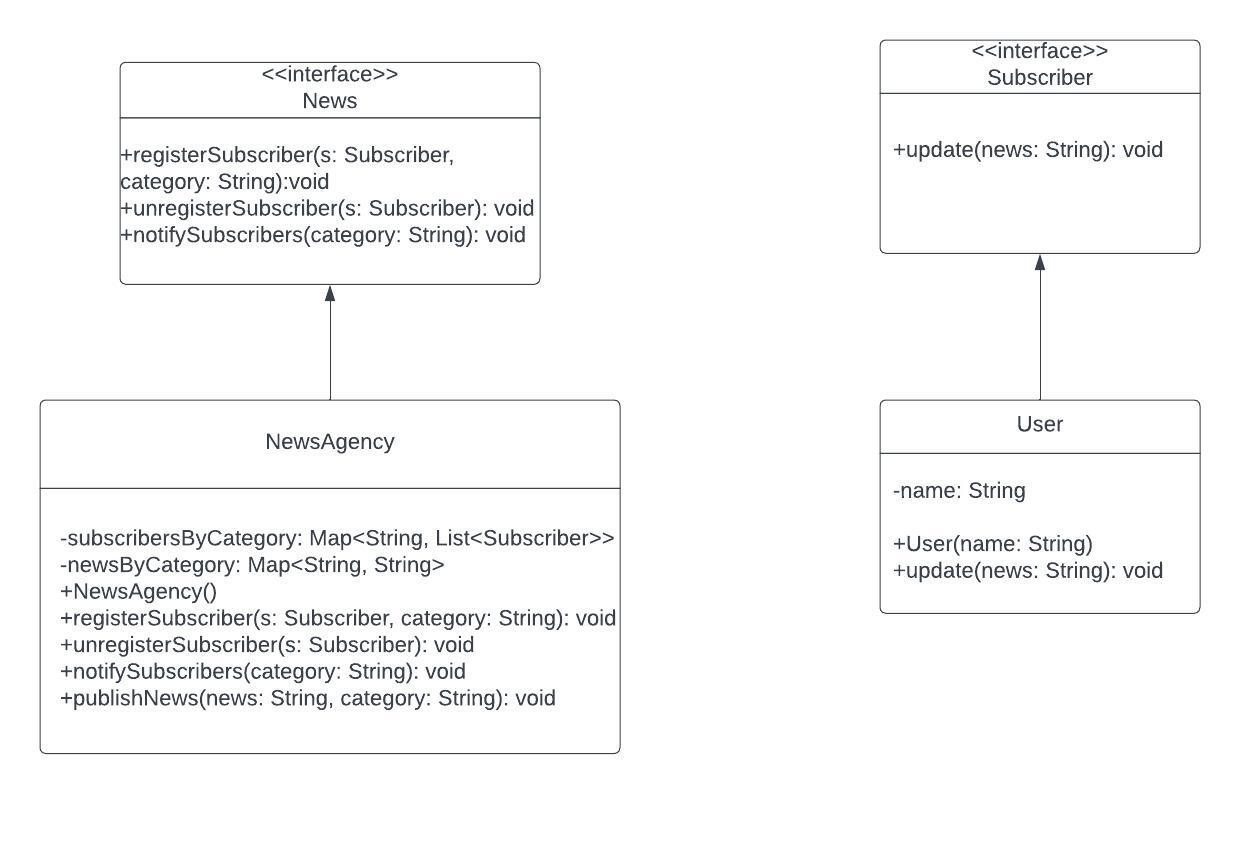 <<interface>>
News
+registerSubscriber(s: Subscriber,
category: String):void
+unregisterSubscriber(s: Subscriber): void
+notifySubscribers(category: String): void
<<interface>>
Subscriber
+update(news: String): void
NewsAgency
-subscribersByCategory: Map<String, List<Subscriber>>
-newsByCategory: Map<String, String>
+NewsAgency()
+registerSubscriber(s: Subscriber, category: String): void
+unregisterSubscriber(s: Subscriber): void
+notifySubscribers(category: String): void
+publishNews(news: String, category: String): void
User
-name: String
+User(name: String)
+update(news: String): void